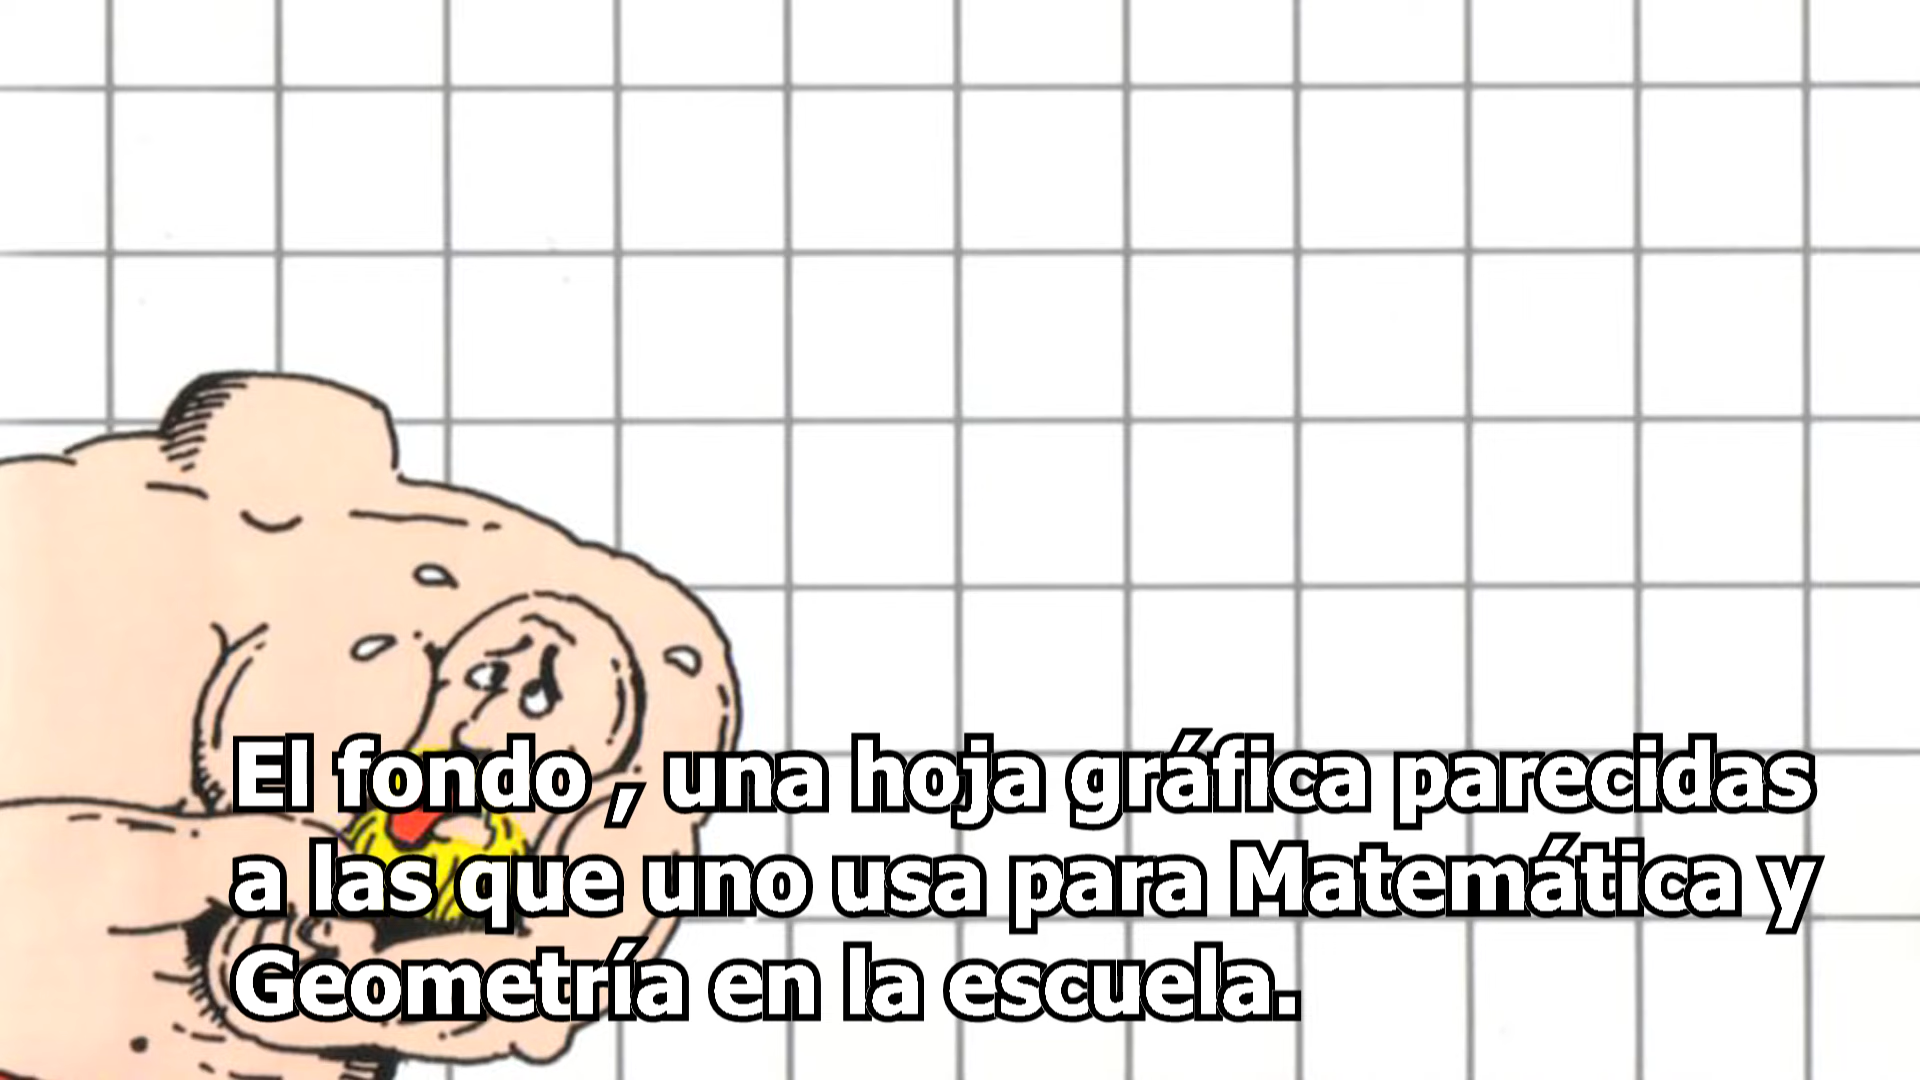 El fondo , una hoja gráfica parecidas
a las que uno usa para Matemática y
Geometría en la escuela.